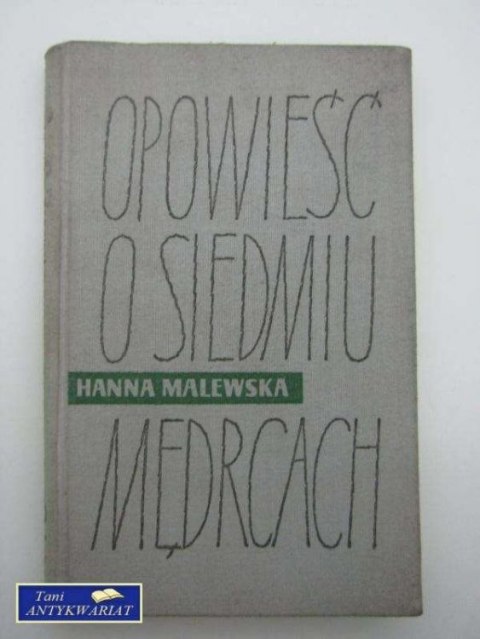 OPOWIEŚĆ
O SIEDMIU
HANNA MALEWSKA
MĘDRCACH
Tani
ANTYKWARIAT